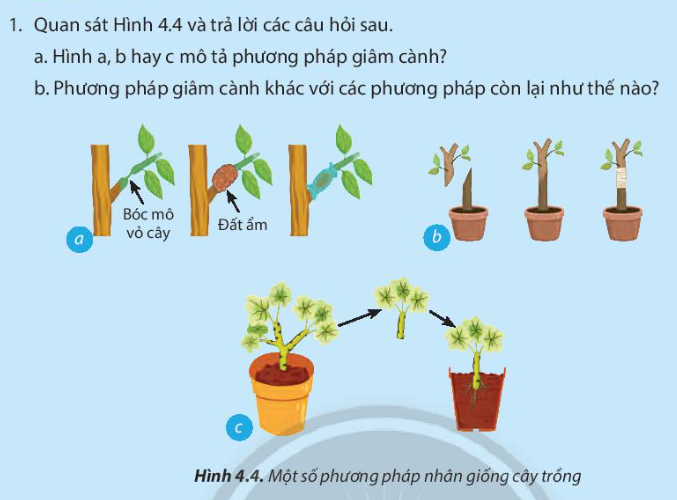 1. Quan sát Hình 4.4 và trả lời các câu hỏi sau.
a. Hình a, b hay c mô tả phương pháp giâm cành?
b. Phương pháp giâm cành khác với các phương pháp còn lại như thế nào?
Bóc mô
vỏ cây
Đất ẩm
a
b
c
Hình 4.4. Một số phương pháp nhân giống cây trồng